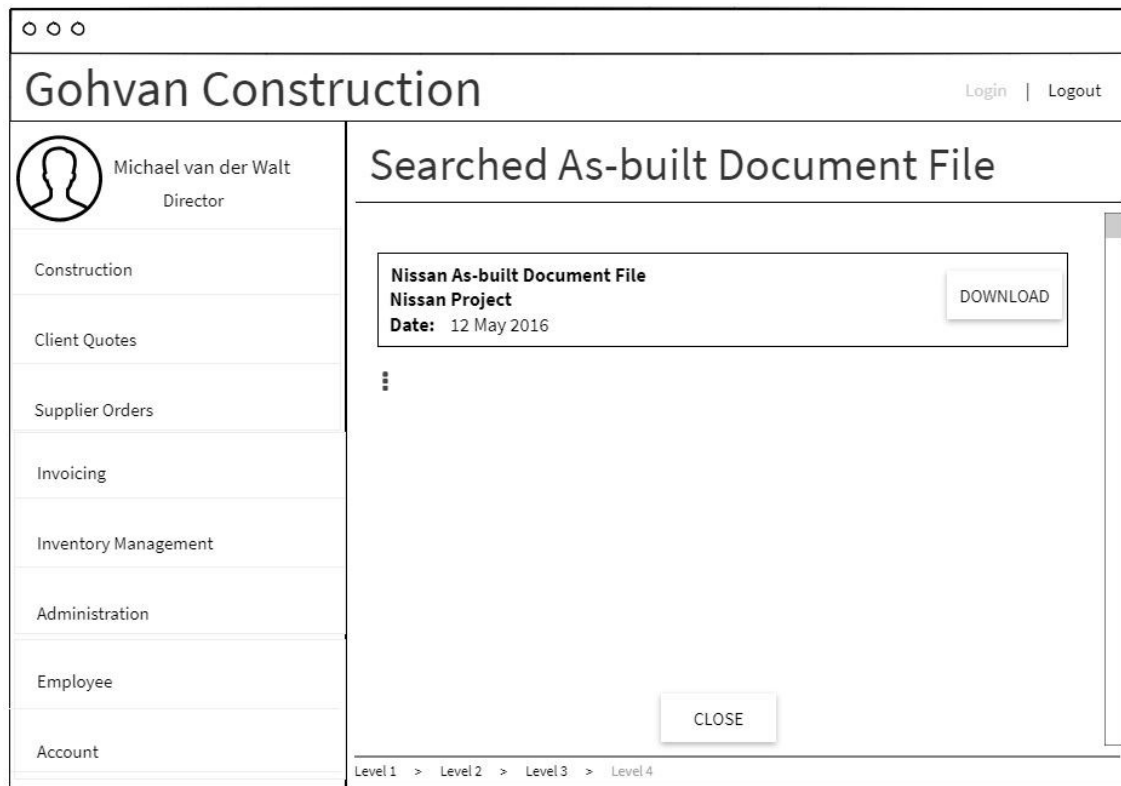 Gohvan Construction
Login | Logout
Michael van der Walt
Director
Construction
Client Quotes
Supplier Orders
Invoicing
Inventory Management
Administration
Employee
Account
Searched As-built Document File
Nissan As-built Document File
Nissan Project
Date: 12 May 2016
DOWNLOAD
CLOSE
Level 1 > Level 2 > Level 3 > Level 4